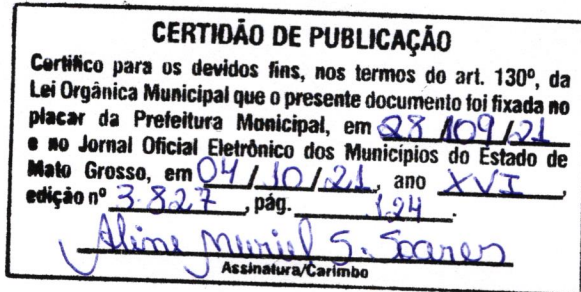 CERTIDÃO DE PUBLICAÇÃO
Certifico para os devidos fins, nos termos do art. 130º, da
Lei Orgânica Municipal que o presente documento foi fixada no
placar da Prefeitura Municipal, em 28/09/21
e no Jornal Oficial Eletrônico dos Municípios do Estado de
Mato Grosso, em 04/10/21, ano XVI,
edição nº 3.827, pág. 124.
Aline Muriel S. Soares
Assinatura/Carimbo